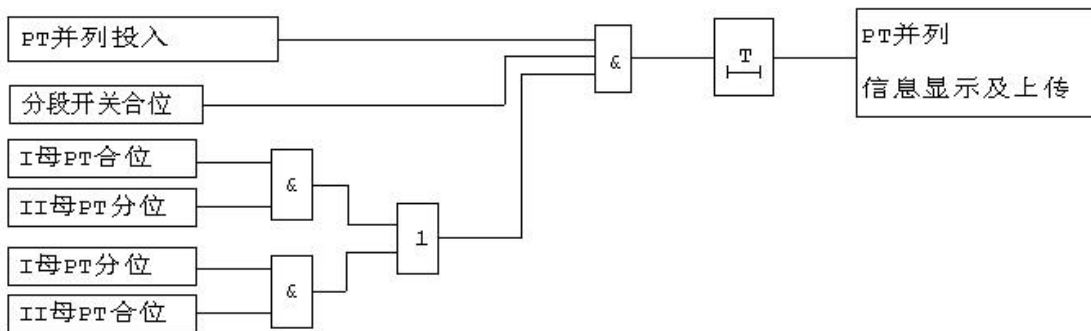 PT并列投入
分段开关合位
I母PT合位
II母PT分位
I母PT分位
II母PT合位
&
&
1
&
T
PT并列
信息显示及上传